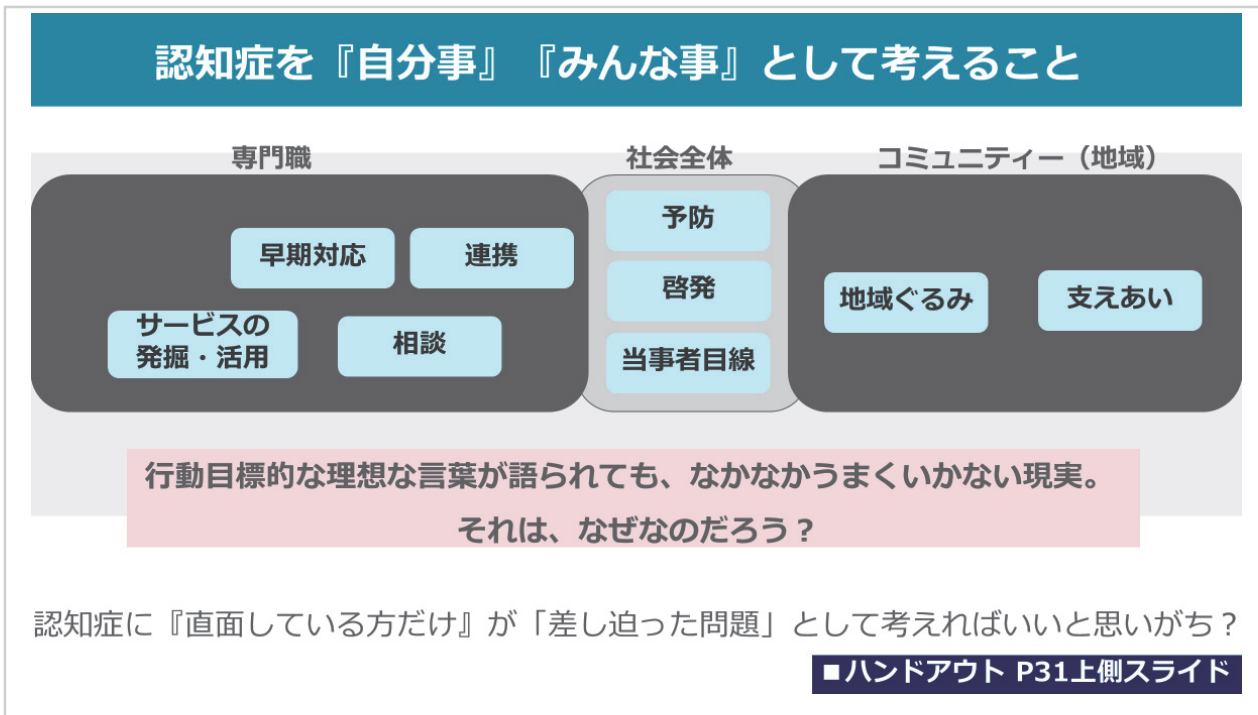 認知症を『自分事』『みんな事』として考えること
専門職
社会全体
コミュニティー（地域）
早期対応
連携
サービスの
発掘・活用
相談
予防
啓発
当事者目線
地域ぐるみ
支えあい
行動目標的な理想な言葉が語られても、なかなかうまくいかない現実。
それは、なぜなのだろう？
認知症に『直面している方だけ』が「差し迫った問題」として考えればいいと思いがち？
■ハンドアウト P31上側スライド